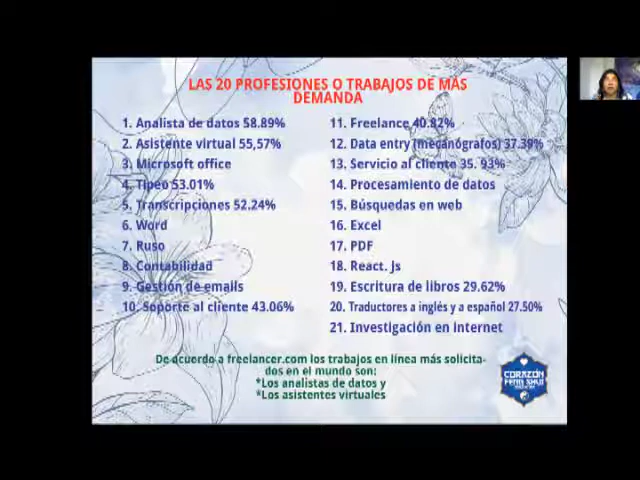 LAS 20 PROFESIONES O TRABAJOS DE MÁS
DEMANDA
1. Analista de datos 58.89%
2. Asistente virtual 55,57%
3. Microsoft office
4. Tipeo 53.01%
5. Transcripciones 52.24%
6. Word
7. Ruso
8. Contabilidad
9. Gestión de emails
10. Soporte al cliente 43.06%
11. Freelance 40.82%
12. Data entry (mecanógrafos) 37.39%
13. Servicio al cliente 35. 93%
14. Procesamiento de datos
15. Búsquedas en web
16. Excel
17. PDF
18. React. js
19. Escritura de libros 29.62%
20. Traductores a inglés y a español 27.50%
21. Investigación en internet
De acuerdo a freelancer.com los trabajos en línea más solicita-
dos en el mundo son:
*Los analistas de datos y
*Los asistentes virtuales
CORAZÓN
FENG SHUI